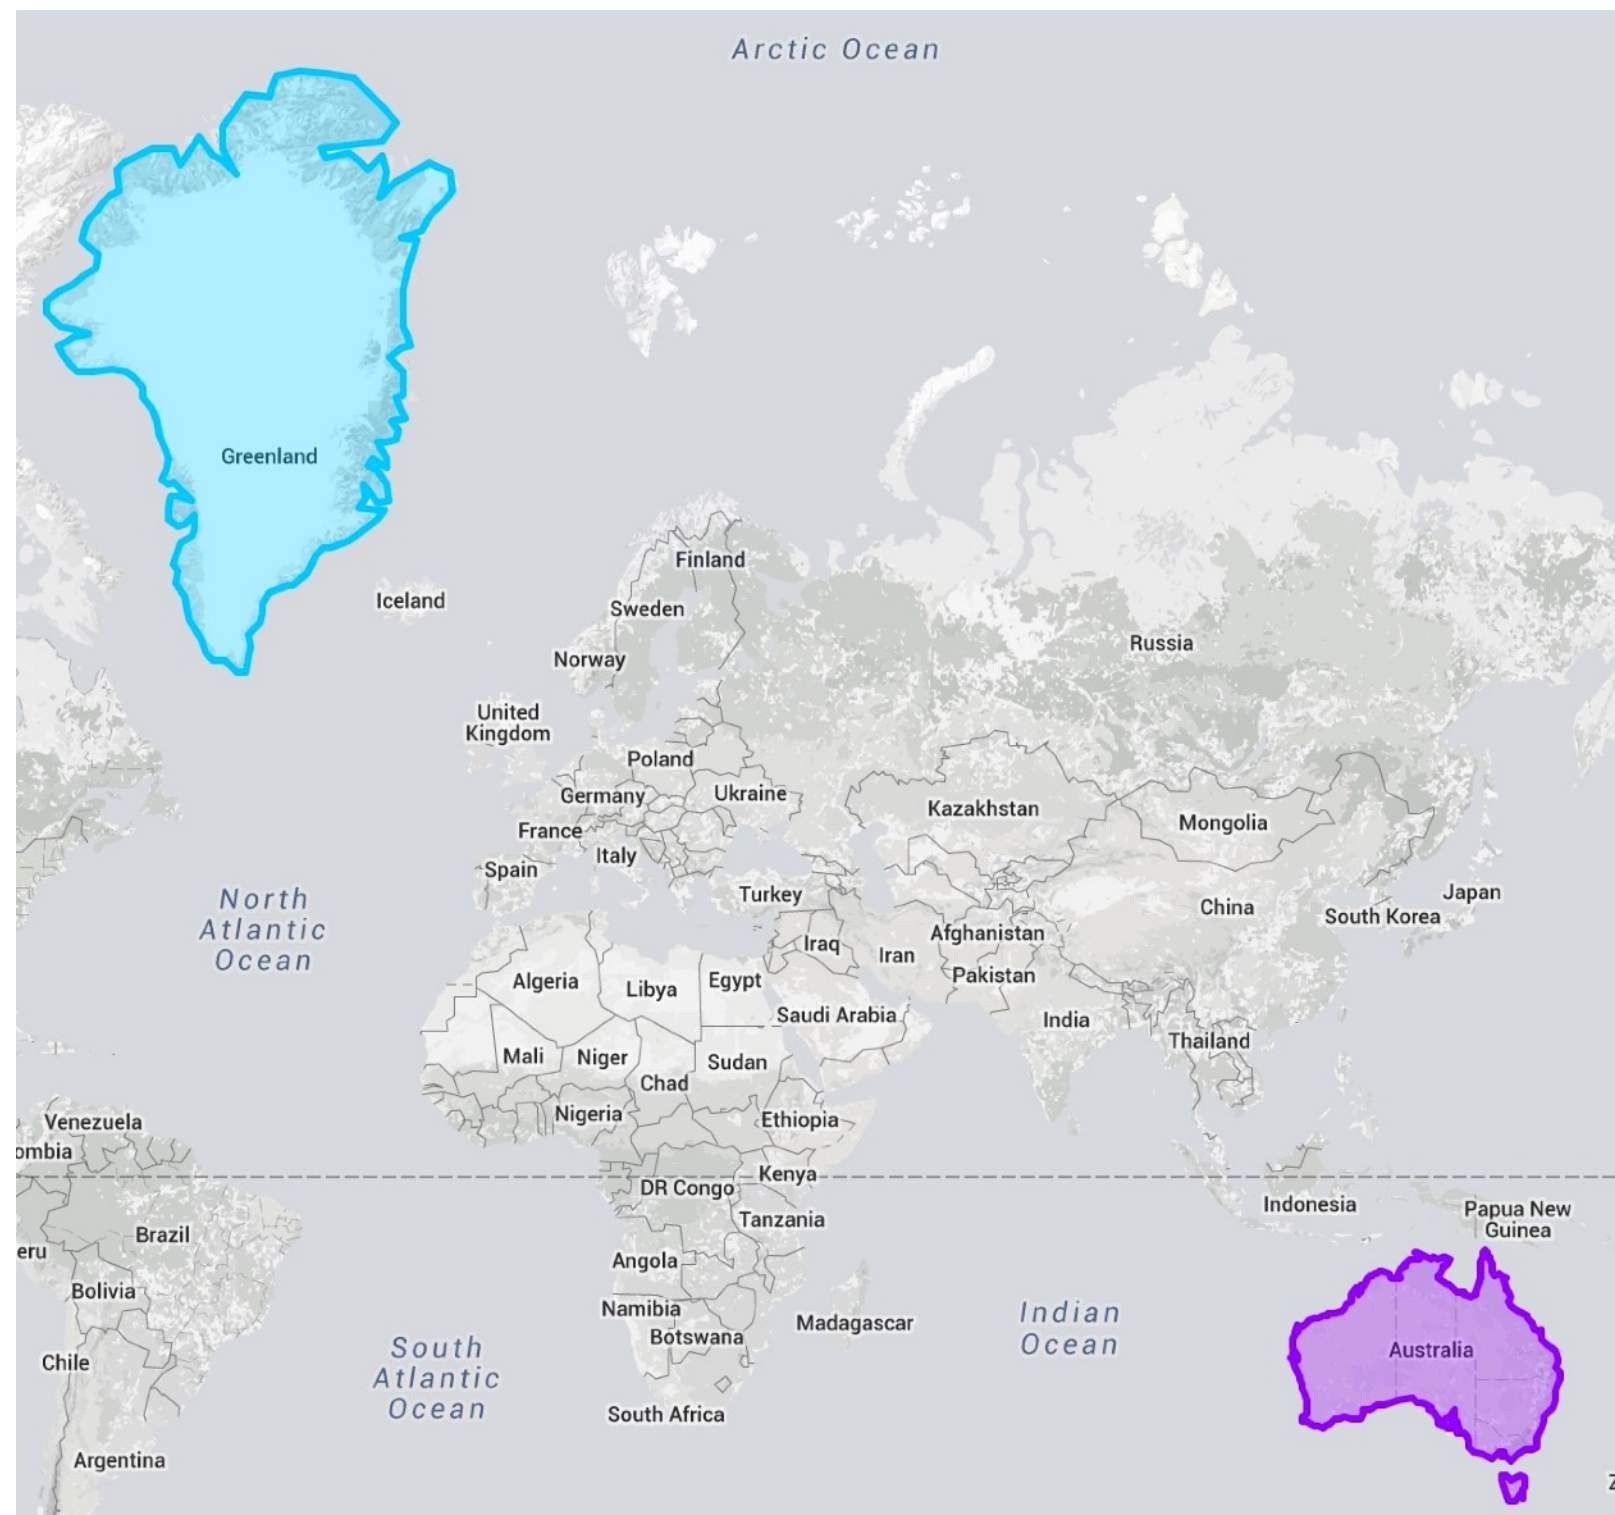 Arctic Ocean
Greenland
Finland
Iceland
Sweden
Russia
Norway
United
Kingdom
Poland
Germany
Ukraine
Kazakhstan
Mongolia
France
Italy
Spain
Turkey
Japan
China
South Korea
North
Atlantic
Ocean
Afghanistan
Iraq
Iran
Pakistan
Algeria
Libya
Egypt
Saudi Arabia
India
Thailand
Mali
Niger
Sudan
Chad
Nigeria
Ethiopia
Venezuela
ombia
Kenya
DR Congo
Indonesia
Papua New
Guinea
Tanzania
Brazil
eru
Angola
Bolivia
Namibia
Madagascar
Botswana
Indian
Ocean
South
Atlantic
Ocean
Australia
Chile
South Africa
Argentina
Z